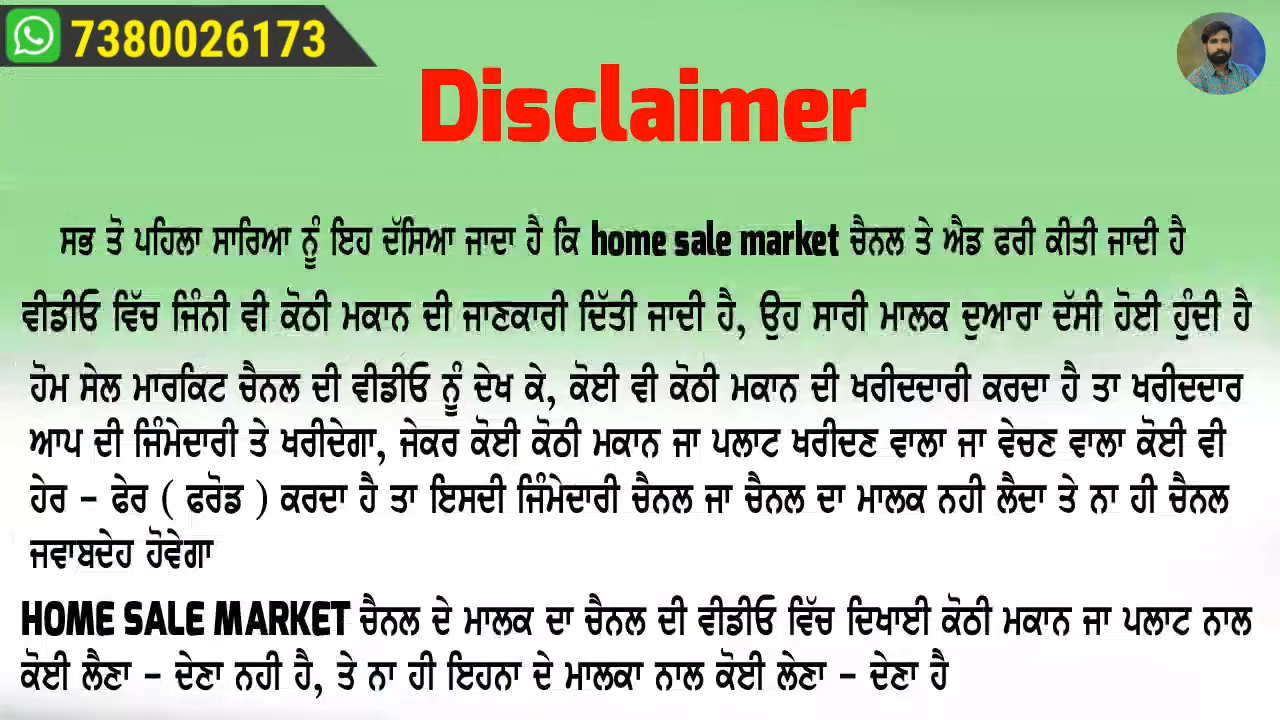 7380026173
Disclaimer
ਸਭ ਤੋ ਪਹਿਲਾ ਸਾਰਿਆ ਨੂੰ ਇਹ ਦੱਸਿਆ ਜਾਦਾ ਹੈ ਕਿ home sale market ਚੈਨਲ ਤੇ ਐਡ ਫਰੀ ਕੀਤੀ ਜਾਦੀ ਹੈ
ਵੀਡੀਓ ਵਿੱਚ ਜਿੰਨੀ ਵੀ ਕੋਠੀ ਮਕਾਨ ਦੀ ਜਾਣਕਾਰੀ ਦਿੱਤੀ ਜਾਦੀ ਹੈ, ਉਹ ਸਾਰੀ ਮਾਲਕ ਦੁਆਰਾ ਦੱਸੀ ਹੋਈ ਹੁੰਦੀ ਹੈ
ਹੋਮ ਸੇਲ ਮਾਰਕਿਟ ਚੈਨਲ ਦੀ ਵੀਡੀਓ ਨੂੰ ਦੇਖ ਕੇ, ਕੋਈ ਵੀ ਕੋਠੀ ਮਕਾਨ ਦੀ ਖਰੀਦਦਾਰੀ ਕਰਦਾ ਹੈ ਤਾ ਖਰੀਦਦਾਰ
ਆਪ ਦੀ ਜਿੰਮੇਦਾਰੀ ਤੇ ਖਰੀਦੇਗਾ, ਜੇਕਰ ਕੋਈ ਕੋਠੀ ਮਕਾਨ ਜਾ ਪਲਾਟ ਖਰੀਦਣ ਵਾਲਾ ਜਾ ਵੇਚਣ ਵਾਲਾ ਕੋਈ ਵੀ
ਹੇਰ - ਫੇਰ ( ਫਰੋਡ ) ਕਰਦਾ ਹੈ ਤਾ ਇਸਦੀ ਜਿੰਮੇਦਾਰੀ ਚੈਨਲ ਜਾ ਚੈਨਲ ਦਾ ਮਾਲਕ ਨਹੀ ਲੈਦਾ ਤੇ ਨਾ ਹੀ ਚੈਨਲ
ਜਵਾਬਦੇਹ ਹੋਵੇਗਾ
HOME SALE MARKET ਚੈਨਲ ਦੇ ਮਾਲਕ ਦਾ ਚੈਨਲ ਦੀ ਵੀਡੀਓ ਵਿੱਚ ਦਿਖਾਈ ਕੋਠੀ ਮਕਾਨ ਜਾ ਪਲਾਟ ਨਾਲ
ਕੋਈ ਲੈਣਾ - ਦੇਣਾ ਨਹੀ ਹੈ, ਤੇ ਨਾ ਹੀ ਇਹਨਾ ਦੇ ਮਾਲਕਾ ਨਾਲ ਕੋਈ ਲੇਣਾ - ਦੇਣਾ ਹੈ